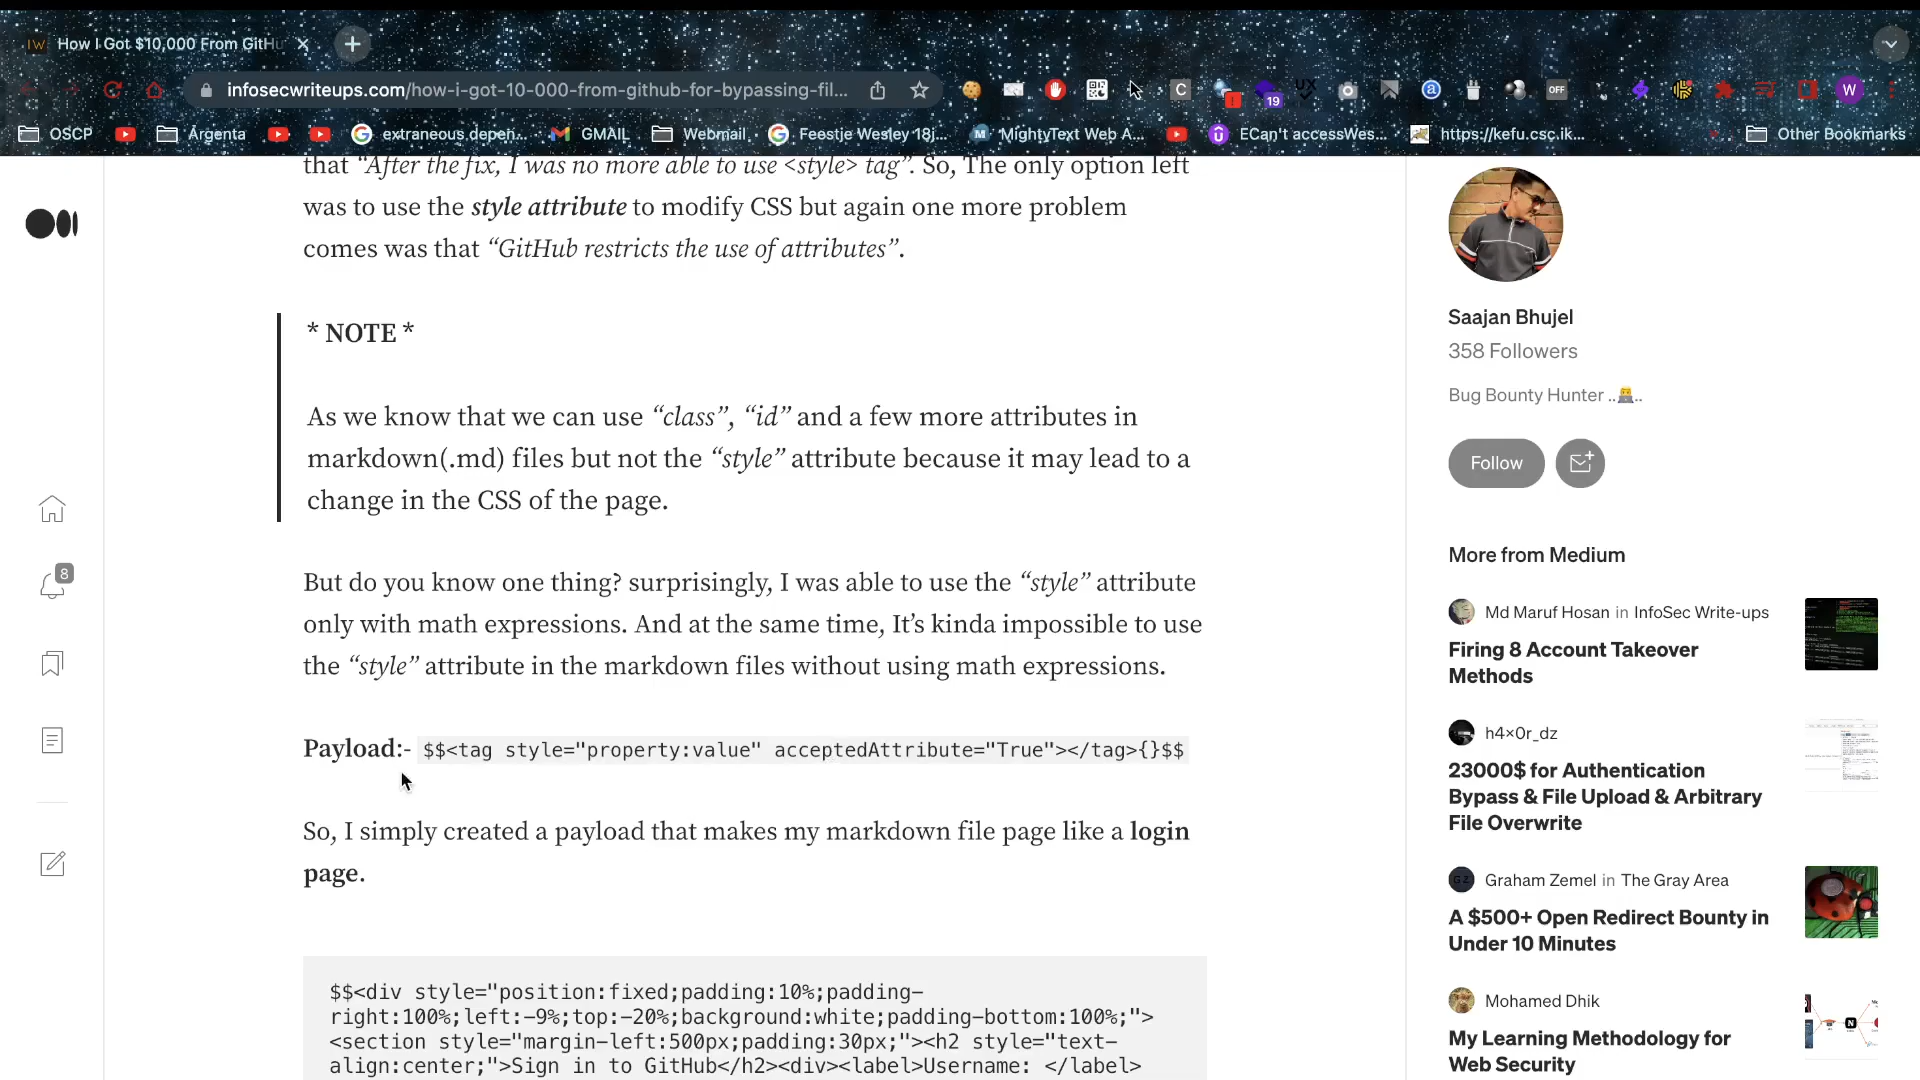 How I Got $10,000 From GitHu
infosecwriteups.com/how-i-got-10-000-from-github-for-bypassing-fil...
C
19
UX
OFF
W
OSCP
Argenta
extraneous.depen...
GMAIL
Webmail
Feestje Wesley 18j...
MightyText Web A...
ECan't accessWes...
https://kefu.csc.ik...
Other Bookmarks
that “After the fix, I was no more able to use <style> tag”. So, The only option left
was to use the style attribute to modify CSS but again one more problem
comes was that “GitHub restricts the use of attributes”.
* NOTE *
As we know that we can use “class”, “id” and a few more attributes in
markdown(.md) files but not the “style” attribute because it may lead to a
change in the CSS of the page.
8
But do you know one thing? surprisingly, I was able to use the “style” attribute
only with math expressions. And at the same time, It’s kinda impossible to use
the “style” attribute in the markdown files without using math expressions.
Payload:- $$<tag style="property:value" acceptedAttribute="True"></tag>{}$$
So, I simply created a payload that makes my markdown file page like a login
page.
$$<div style="position:fixed;padding:10%;padding-
right:100%;left:-9%;top:-20%;background:white;padding-bottom:100%;">
<section style="margin-left:500px;padding:30px;"><h2 style="text-
align:center;">Sign in to GitHub</h2><div><label>Username: </label>
Saajan Bhujel
358 Followers
Bug Bounty Hunter ..👨‍💻..
Follow
More from Medium
Md Maruf Hosan in InfoSec Write-ups
Firing 8 Account Takeover
Methods
h4x0r_dz
23000$ for Authentication
Bypass & File Upload & Arbitrary
File Overwrite
Graham Zemel in The Gray Area
A $500+ Open Redirect Bounty in
Under 10 Minutes
Mohamed Dhik
My Learning Methodology for
Web Security